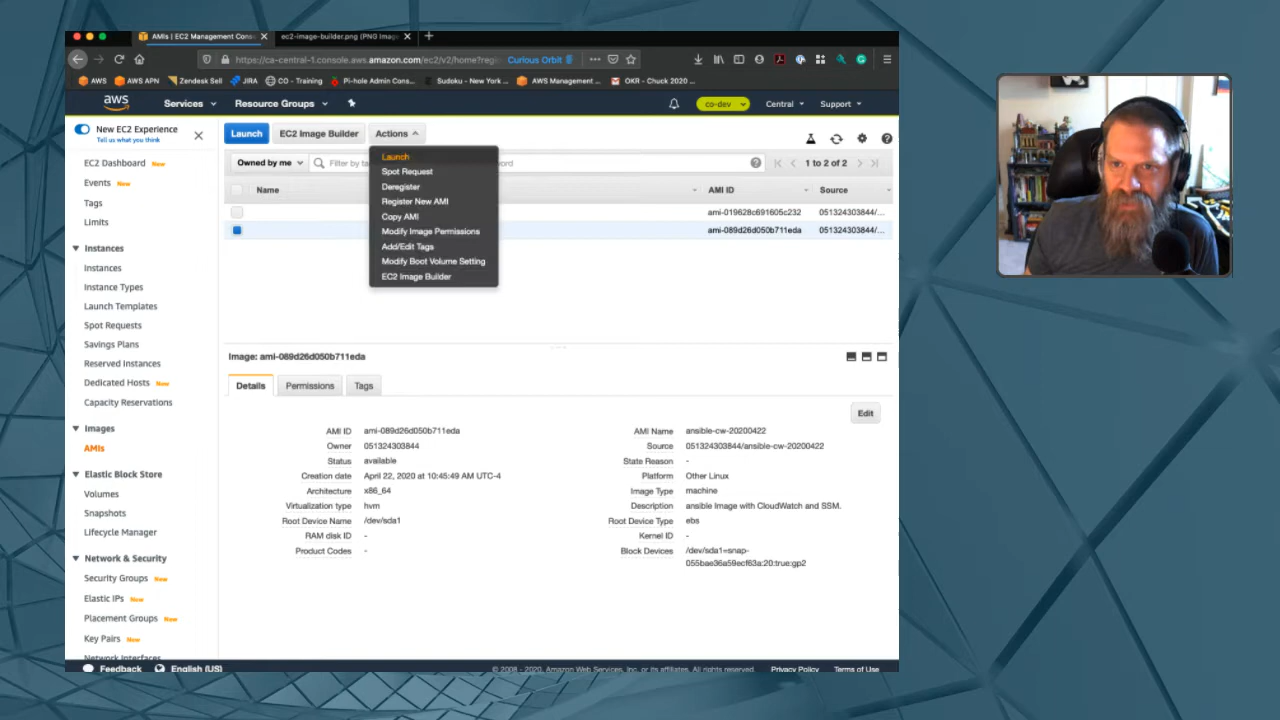 AMIs | EC2 Management Cons
ec2-image-builder.png (PNG Imag
https://ca-central-1.console.aws.amazon.com/ec2/v2/home?reg
Curious Orbit
AWS
AWS APN
Zendesk Sell
JIRA
CO - Training
Pi-hole Admin Cons...
Sudoku - New York ...
AWS Management ...
OKR - Chuck 2020 ...
aws
Services
Resource Groups
co-dev
Central
Support
New EC2 Experience
Tell us what you think
EC2 Dashboard New
Events New
Tags
Limits
Instances
Instances
Instance Types
Launch Templates
Spot Requests
Savings Plans
Reserved Instances
Dedicated Hosts New
Capacity Reservations
Images
AMIs
Elastic Block Store
Volumes
Snapshots
Lifecycle Manager
Network & Security
Security Groups New
Elastic IPs New
Placement Groups New
Key Pairs New
Network Interfaces
Launch
EC2 Image Builder
Actions
Launch
Spot Request
Deregister
Register New AMI
Copy AMI
Modify Image Permissions
Add/Edit Tags
Modify Boot Volume Setting
EC2 Image Builder
Owned by me
Filter by ta
ord
1 to 2 of 2
Name
AMI ID
Source
ami-019628c691605c232
051324303844/...
ami-089d26d050b711eda
051324303844/...
Image: ami-089d26d050b711eda
Details
Permissions
Tags
Edit
AMI ID ami-089d26d050b711eda
Owner 051324303844
Status available
Creation date April 22, 2020 at 10:45:49 AM UTC-4
Architecture x86_64
Virtualization type hvm
Root Device Name /dev/sda1
RAM disk ID -
Product Codes -
AMI Name ansible-cw-20200422
Source 051324303844/ansible-cw-20200422
State Reason -
Platform Other Linux
Image Type machine
Description ansible Image with CloudWatch and SSM.
Root Device Type ebs
Kernel ID -
Block Devices /dev/sda1=snap-
055bae36a59ecf63a:20:true:gp2
Feedback
English (US)
© 2008 - 2020, Amazon Web Services, Inc. or its affiliates. All rights reserved.
Privacy Policy
Terms of Use